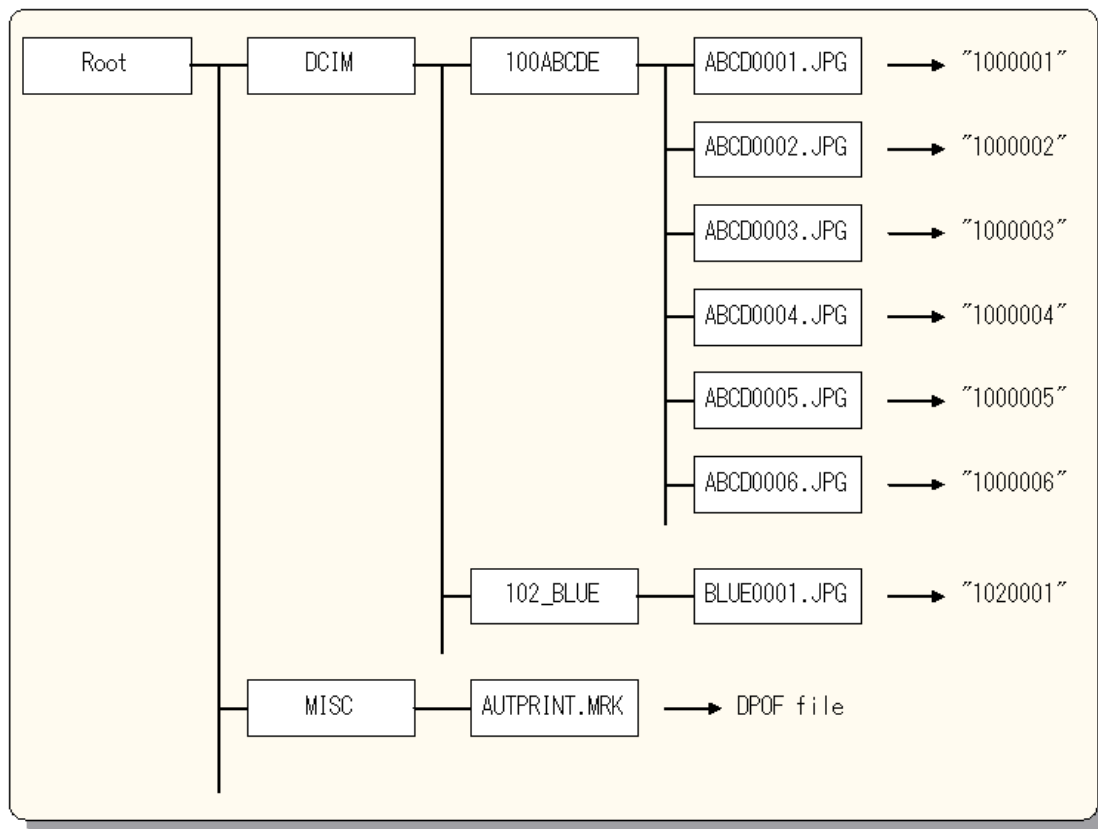 Root DCIM 100ABCDE ABCD0001.JPG "1000001"
ABCD0002.JPG "1000002"
ABCD0003.JPG "1000003"
ABCD0004.JPG "1000004"
ABCD0005.JPG "1000005"
ABCD0006.JPG "1000006"
102_BLUE BLUE0001.JPG "1020001"
MISC AUTPRINT.MRK DPOF file